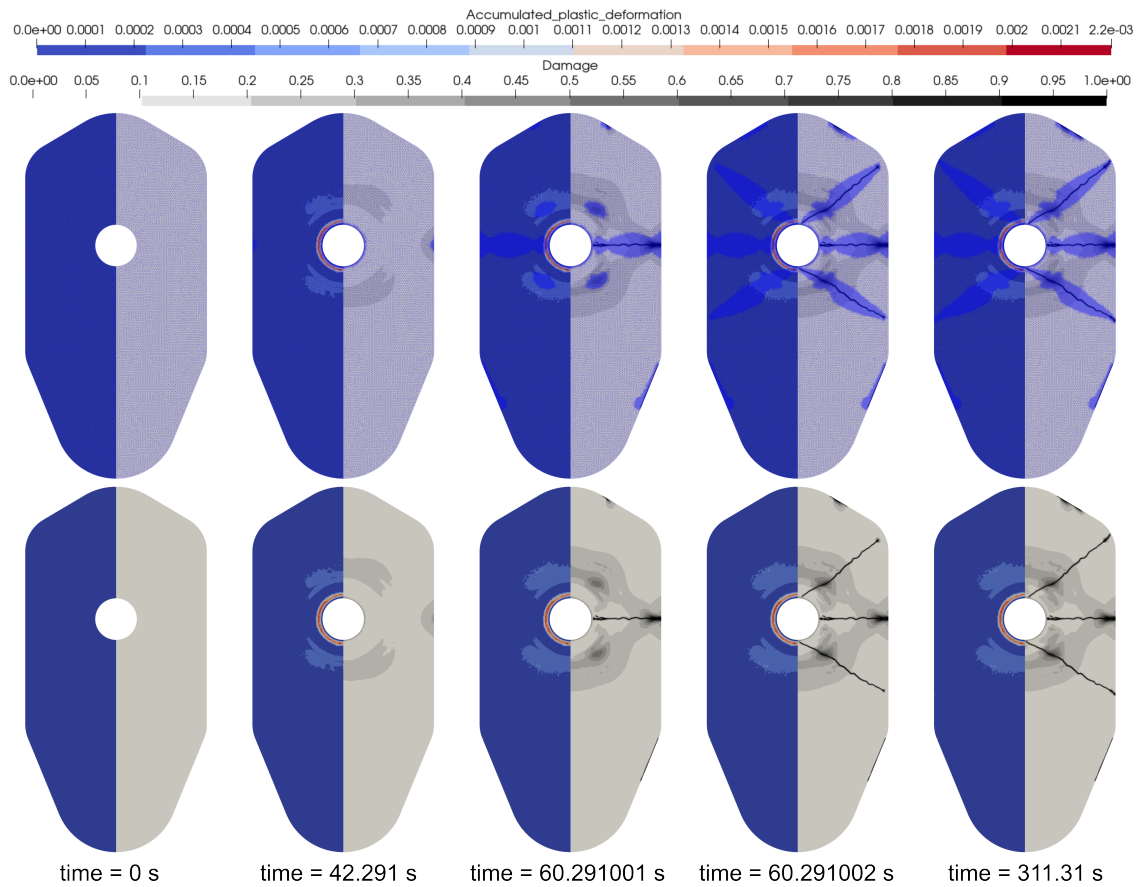 Accumulated_plastic_deformation
0.0e+00 0.0001 0.0002 0.0003 0.0004 0.0005 0.0006 0.0007 0.0008 0.0009 0.001 0.0011 0.0012 0.0013 0.0014 0.0015 0.0016 0.0017 0.0018 0.0019 0.002 0.0021 2.2e-03
Damage
0.0e+00 0.05 0.1 0.15 0.2 0.25 0.3 0.35 0.4 0.45 0.5 0.55 0.6 0.65 0.7 0.75 0.8 0.85 0.9 0.95 1.0e+00
time = 0 s time = 42.291 s time = 60.291001 s time = 60.291002 s time = 311.31 s